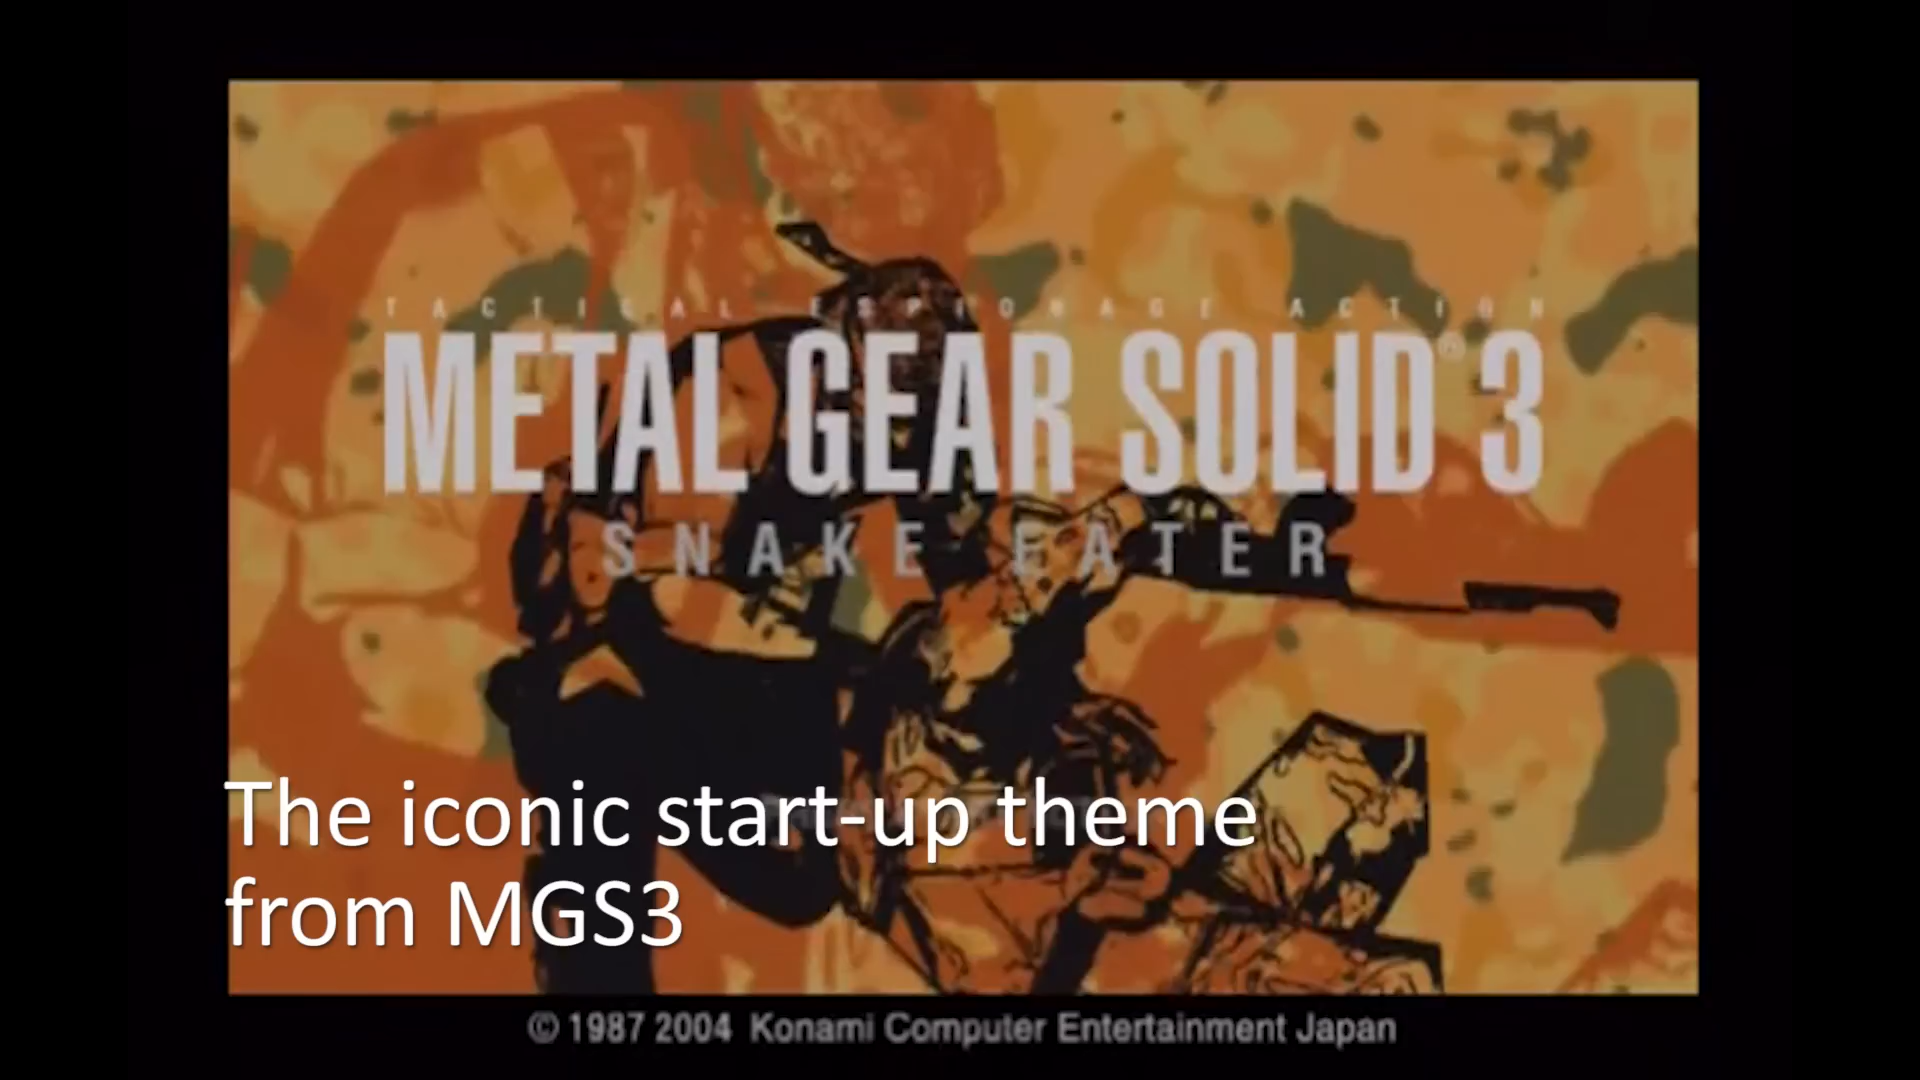 TACTICAL ESPIONAGE ACTION
METAL GEAR SOLID® 3
SNAKE EATER
The iconic start-up theme
from MGS3
© 1987 2004 Konami Computer Entertainment Japan